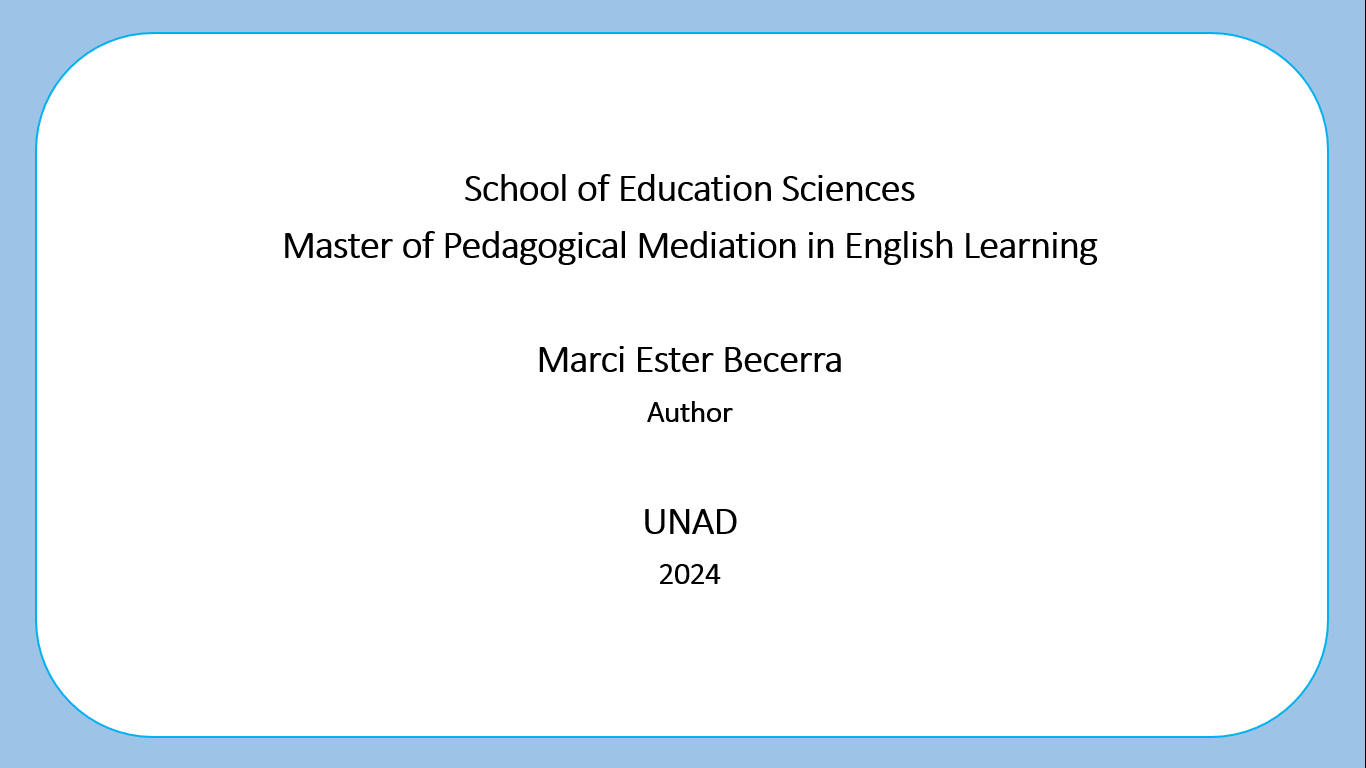 School of Education Sciences
Master of Pedagogical Mediation in English Learning
Marci Ester Becerra
Author
UNAD
2024